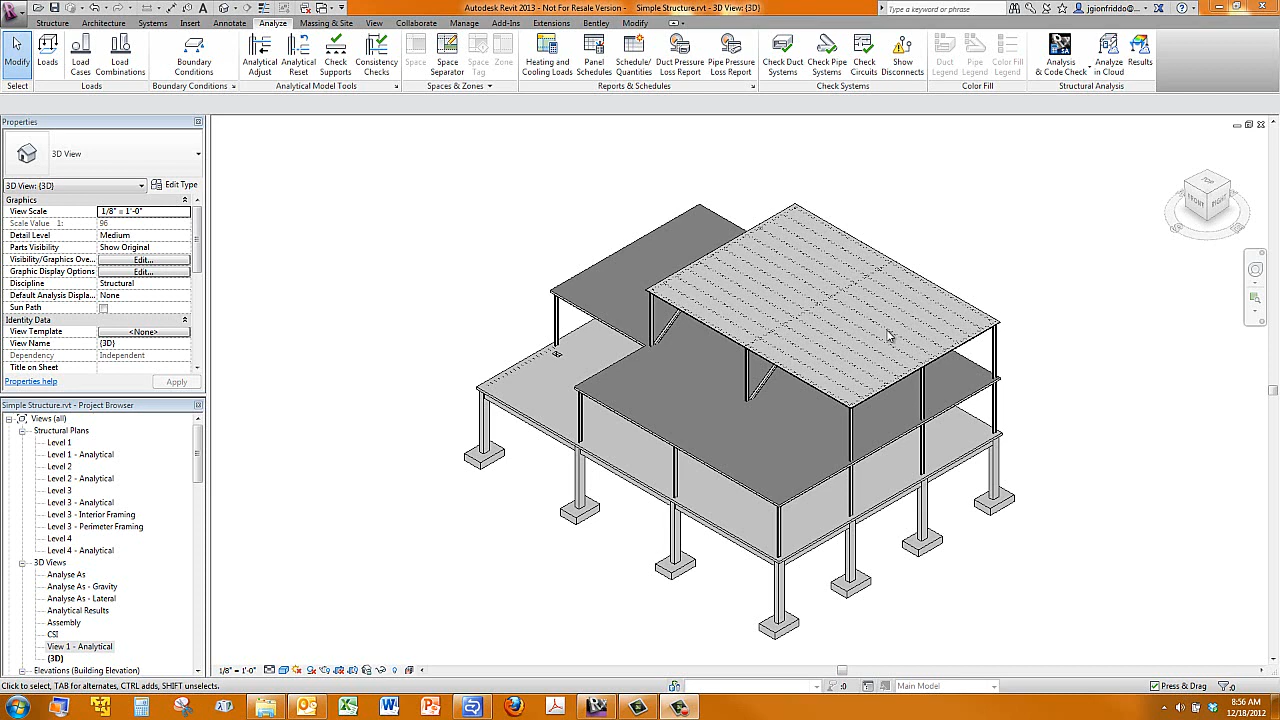 Autodesk Revit 2013 - Not For Resale Version - Simple Structure.rvt - 3D View: {3D}
Type a keyword or phrase
jgionfriddo@...
Structure Architecture Systems Insert Annotate Analyze Massing & Site View Collaborate Manage Add-Ins Extensions Bentley Modify
Modify Loads Load Cases Load Combinations Boundary Conditions Analytical Adjust Analytical Reset Check Supports Consistency Checks Space Space Separator Space Tag Zone Heating and Cooling Loads Panel Schedules Schedule/ Quantities Duct Pressure Loss Report Pipe Pressure Loss Report Check Duct Systems Check Pipe Systems Check Circuits Show Disconnects Duct Legend Pipe Legend Color Fill Legend Analysis & Code Check Analyze in Cloud Results
Select Loads Boundary Conditions Analytical Model Tools Spaces & Zones Reports & Schedules Check Systems Color Fill Structural Analysis
Properties
3D View
3D View: {3D} Edit Type
Graphics
View Scale 1/8" = 1'-0"
Scale Value 1: 96
Detail Level Medium
Parts Visibility Show Original
Visibility/Graphics Ove... Edit...
Graphic Display Options Edit...
Discipline Structural
Default Analysis Displa... None
Sun Path
Identity Data
View Template <None>
View Name {3D}
Dependency Independent
Title on Sheet
Properties help Apply
Simple Structure.rvt - Project Browser
Views (all)
Structural Plans
Level 1
Level 1 - Analytical
Level 2
Level 2 - Analytical
Level 3
Level 3 - Analytical
Level 3 - Interior Framing
Level 3 - Perimeter Framing
Level 4
Level 4 - Analytical
3D Views
Analyse As
Analyse As - Gravity
Analyse As - Lateral
Analytical Results
Assembly
CSI
View 1 - Analytical
{3D}
Elevations (Building Elevation)
TOP
FRONT RIGHT
1/8" = 1'-0"
Click to select, TAB for alternates, CTRL adds, SHIFT unselects.
:0
Main Model
Press & Drag
:0
8:56 AM
12/18/2012